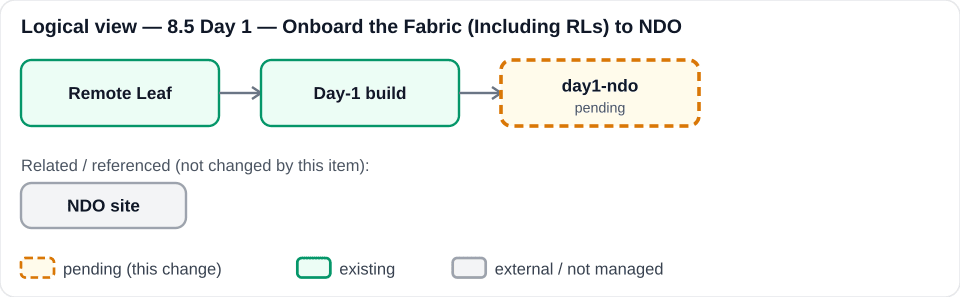 Logical view — 8.5 Day 1 — Onboard the Fabric (Including RLs) to NDO
Remote Leaf
Day-1 build
day1-ndo
pending
Related / referenced (not changed by this item):
NDO site
pending (this change)
existing
external / not managed